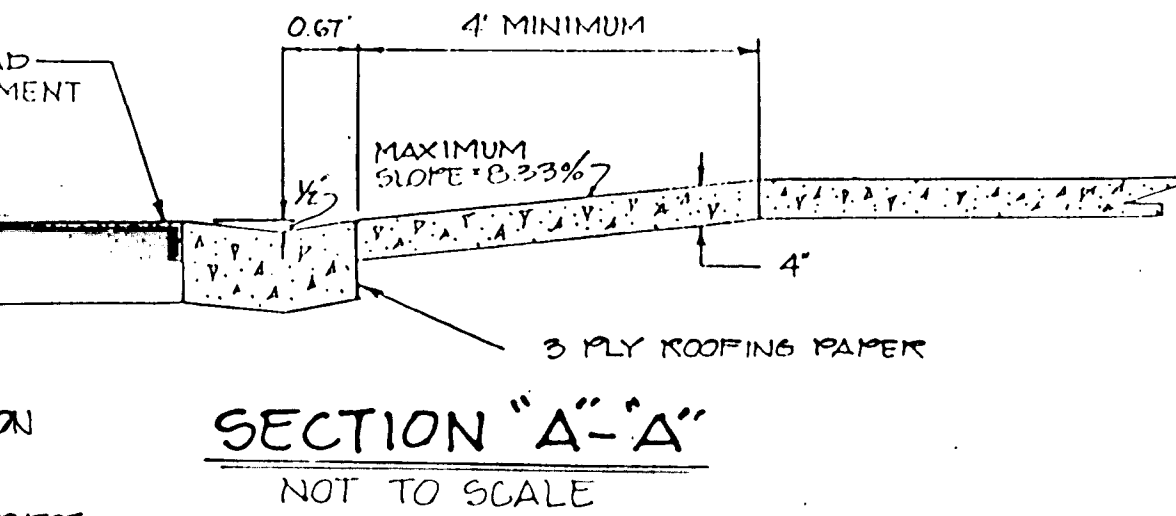 0.67' 4' MINIMUM
MENT
MAXIMUM
SLOPE = 8.33%
1/2"
4"
3 PLY ROOFING PAPER
SECTION "A"-"A"
NOT TO SCALE